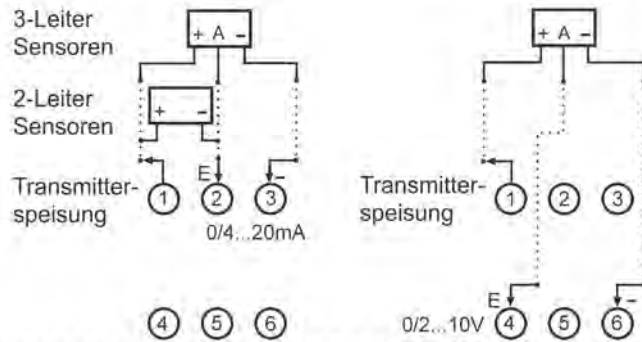 3-Leiter
Sensoren
+ A -
2-Leiter
Sensoren
+ -
Transmitter-
speisung
E
-
1 2 3
0/4...20mA
4 5 6
+ A -
Transmitter-
speisung
1 2 3
E
-
0/2...10V
4 5 6